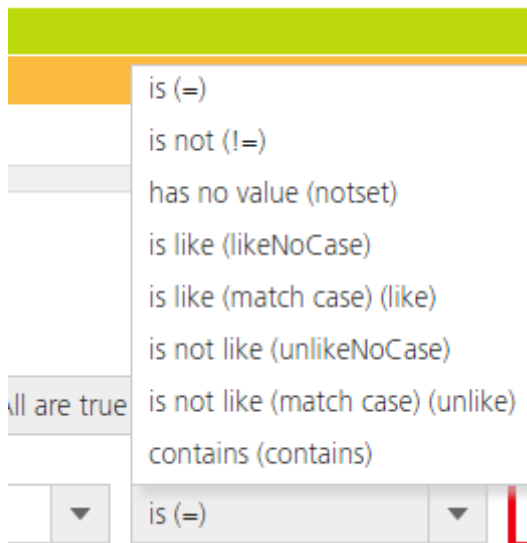 is (=)
is not (!=)
has no value (notset)
is like (likeNoCase)
is like (match case) (like)
is not like (unlikeNoCase)
All are true
is not like (match case) (unlike)
contains (contains)
is (=)